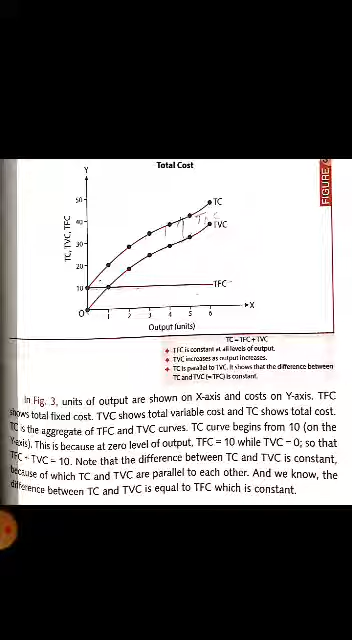 Total Cost
FIGURE
Y
TC, TVC, TFC
50
40
30
20
10
O
1 2 3 4 5 6
X
Output (units)
TC
TFC
TVC
TFC
TC = TFC + TVC
TFC is constant at all levels of output.
TVC increases as output increases.
TC is parallel to TVC. It shows that the difference between
TC and TVC (= TFC) is constant.
In Fig. 3, units of output are shown on X-axis and costs on Y-axis. TFC
shows total fixed cost. TVC shows total variable cost and TC shows total cost.
TC is the aggregate of TFC and TVC curves. TC curve begins from 10 (on the
Y-axis). This is because at zero level of output, TFC = 10 while TVC = 0; so that
TFC + TVC = 10. Note that the difference between TC and TVC is constant,
because of which TC and TVC are parallel to each other. And we know, the
difference between TC and TVC is equal to TFC which is constant.